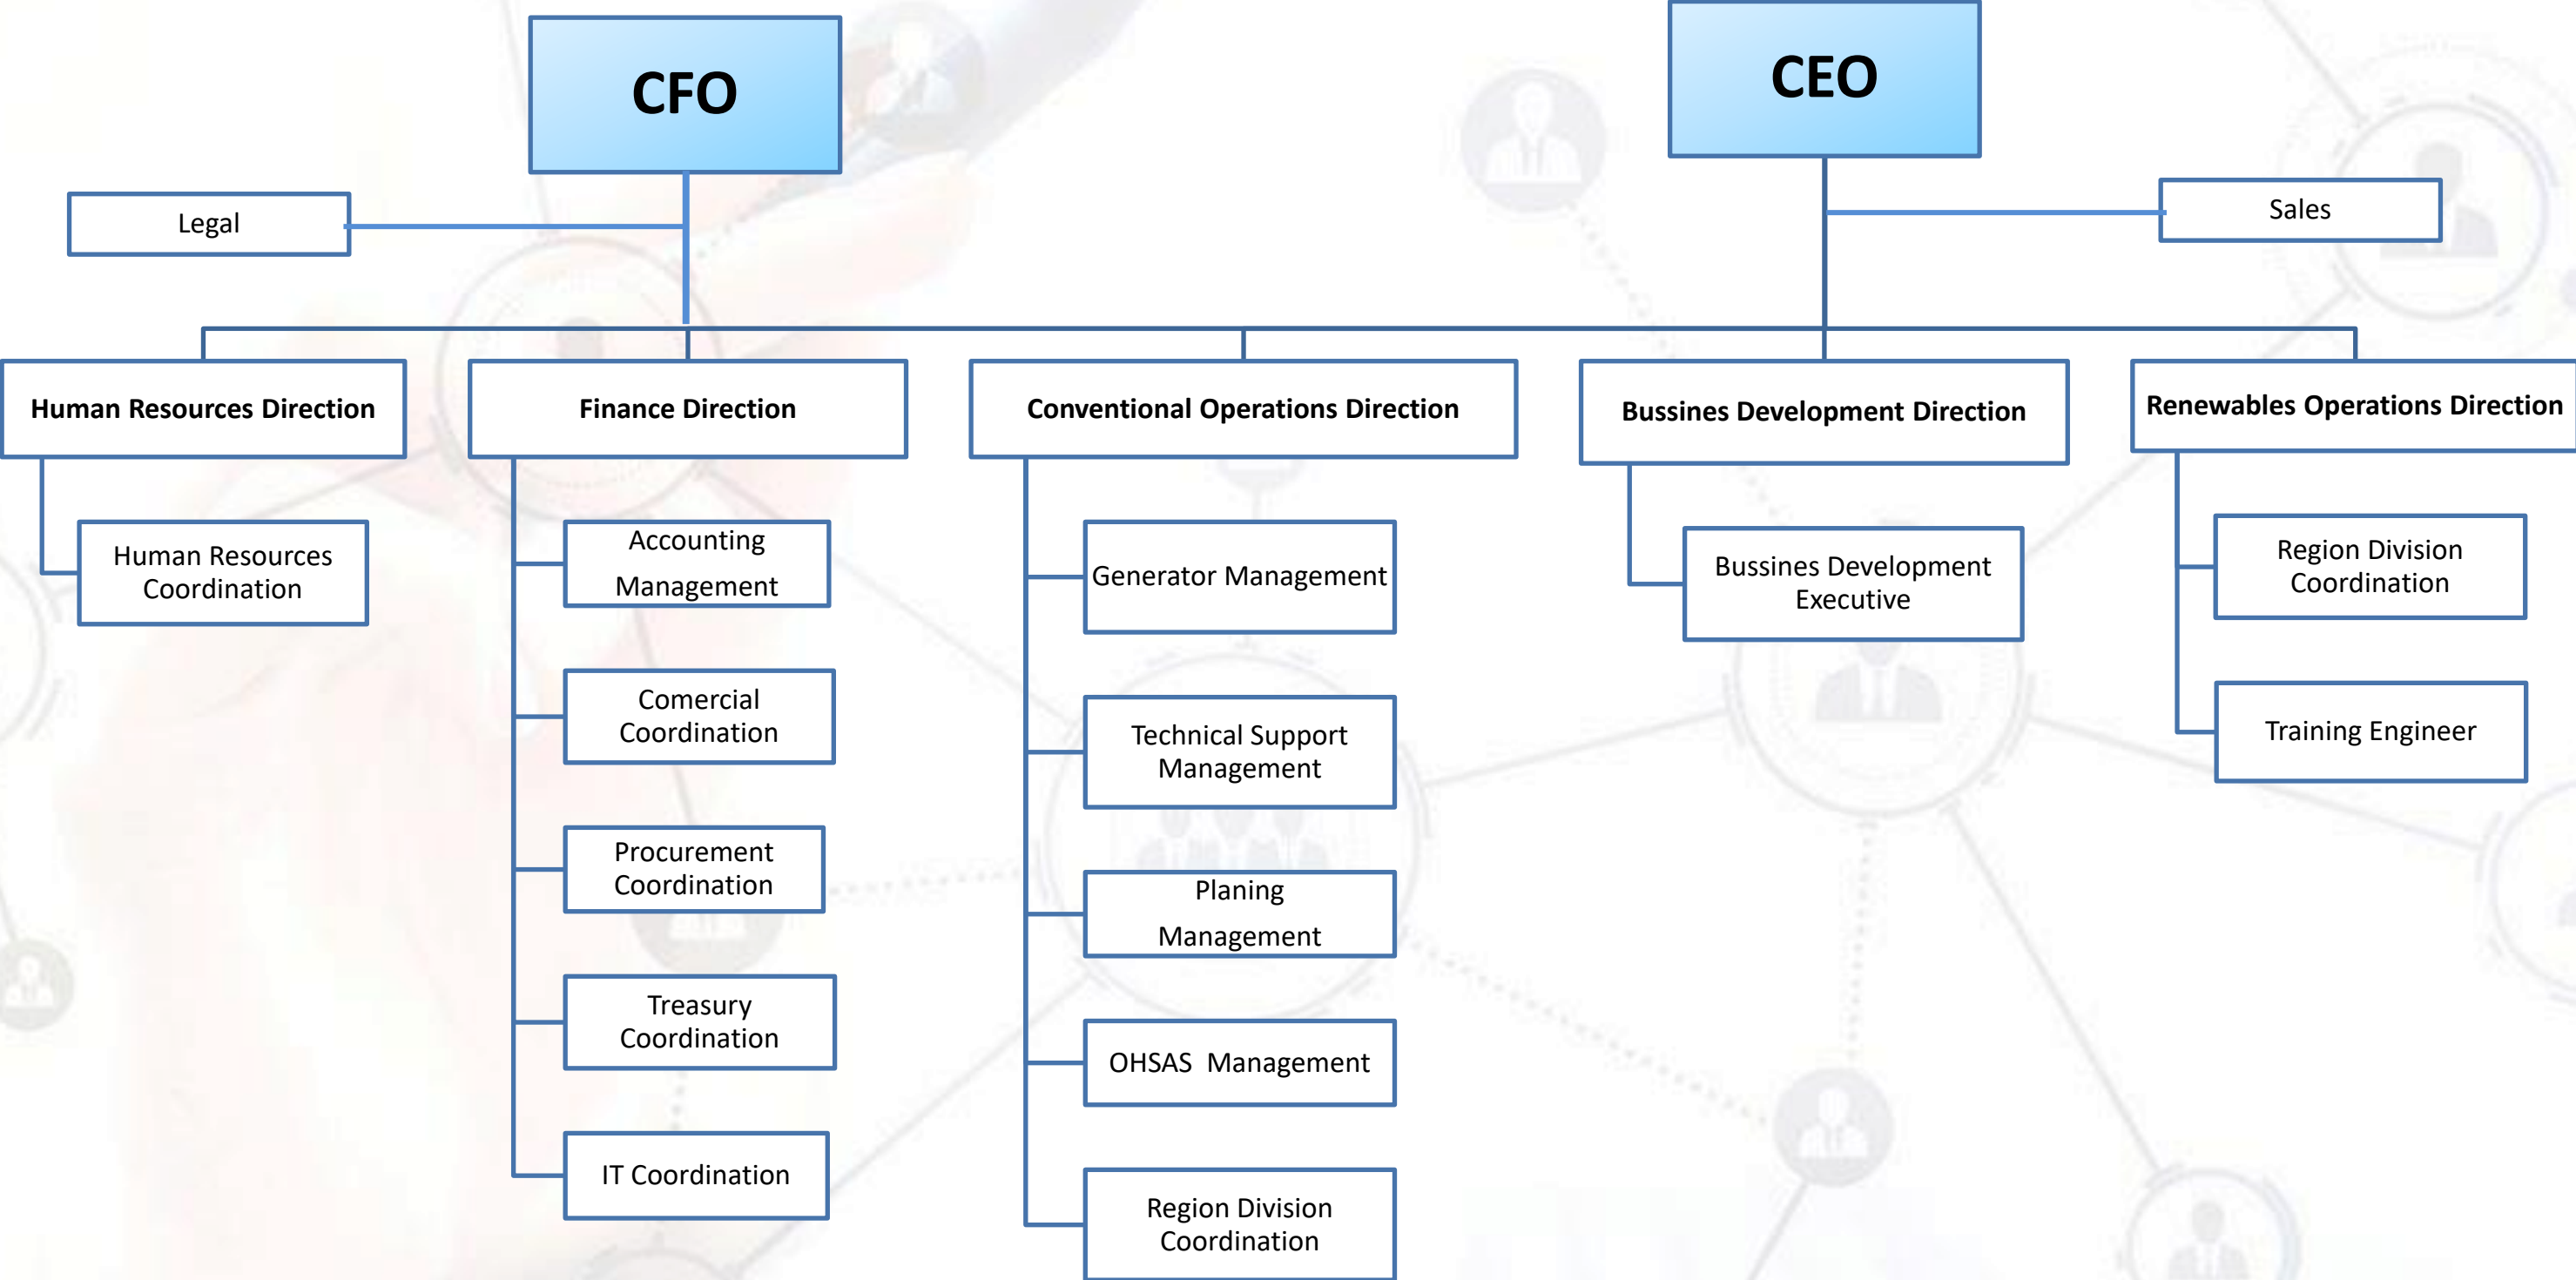 CFO
CEO
Legal
Sales
Human Resources Direction
Finance Direction
Conventional Operations Direction
Bussines Development Direction
Renewables Operations Direction
Human Resources
Coordination
Accounting
Management
Comercial
Coordination
Procurement
Coordination
Treasury
Coordination
IT Coordination
Generator Management
Technical Support
Management
Planing
Management
OHSAS  Management
Region Division
Coordination
Bussines Development
Executive
Region Division
Coordination
Training Engineer